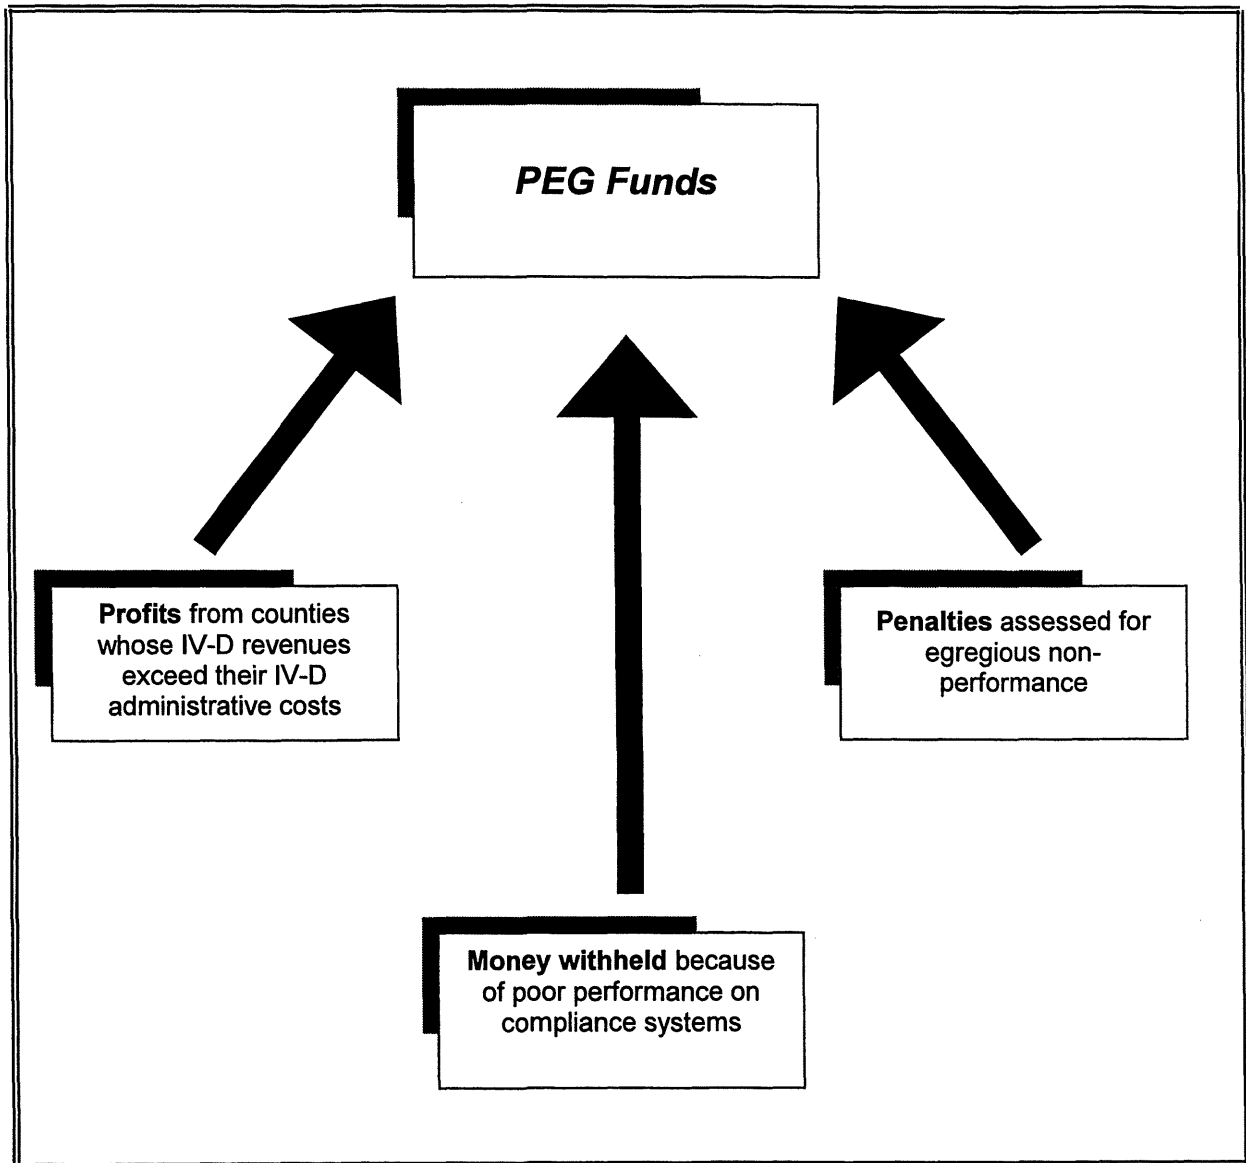 PEG Funds
Profits from counties
whose IV-D revenues
exceed their IV-D
administrative costs
Penalties assessed for
egregious non-
performance
Money withheld because
of poor performance on
compliance systems